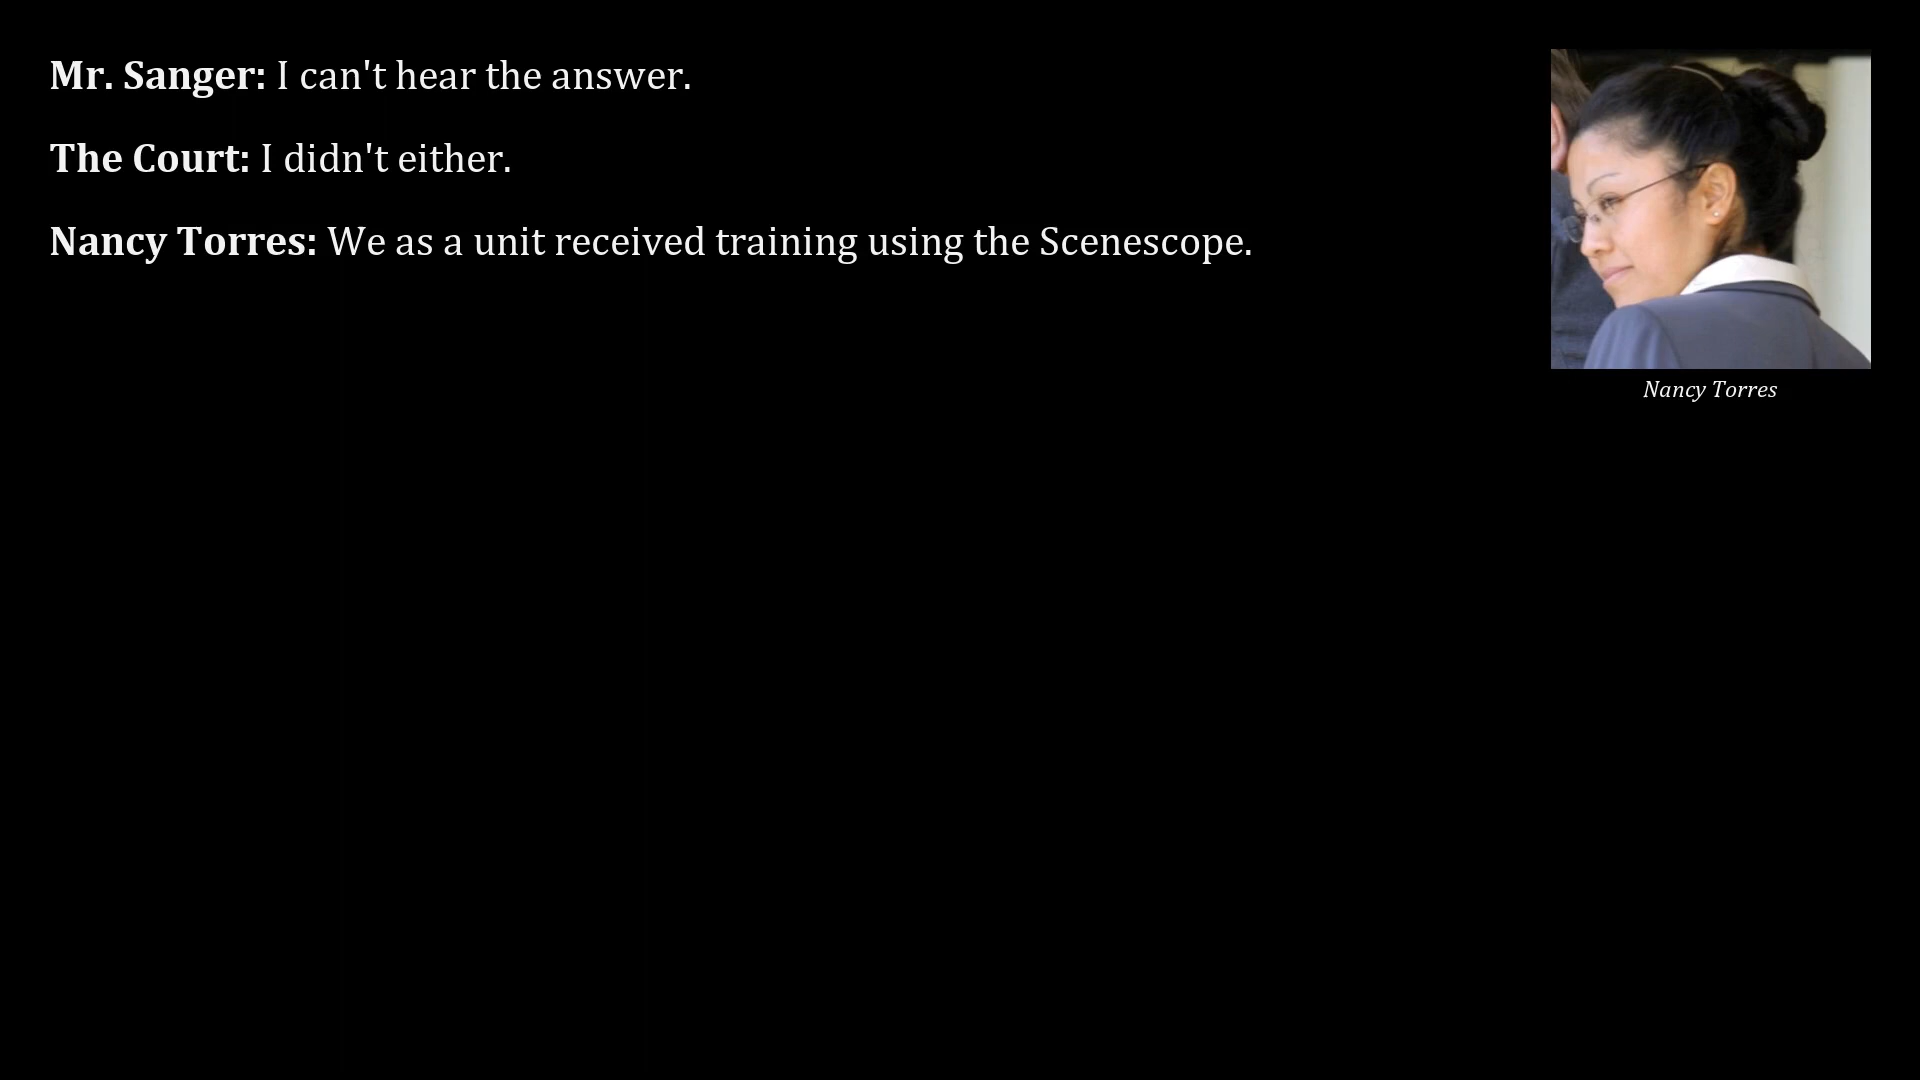 Mr. Sanger: I can't hear the answer.
The Court: I didn't either.
Nancy Torres: We as a unit received training using the Scenescope.
Nancy Torres